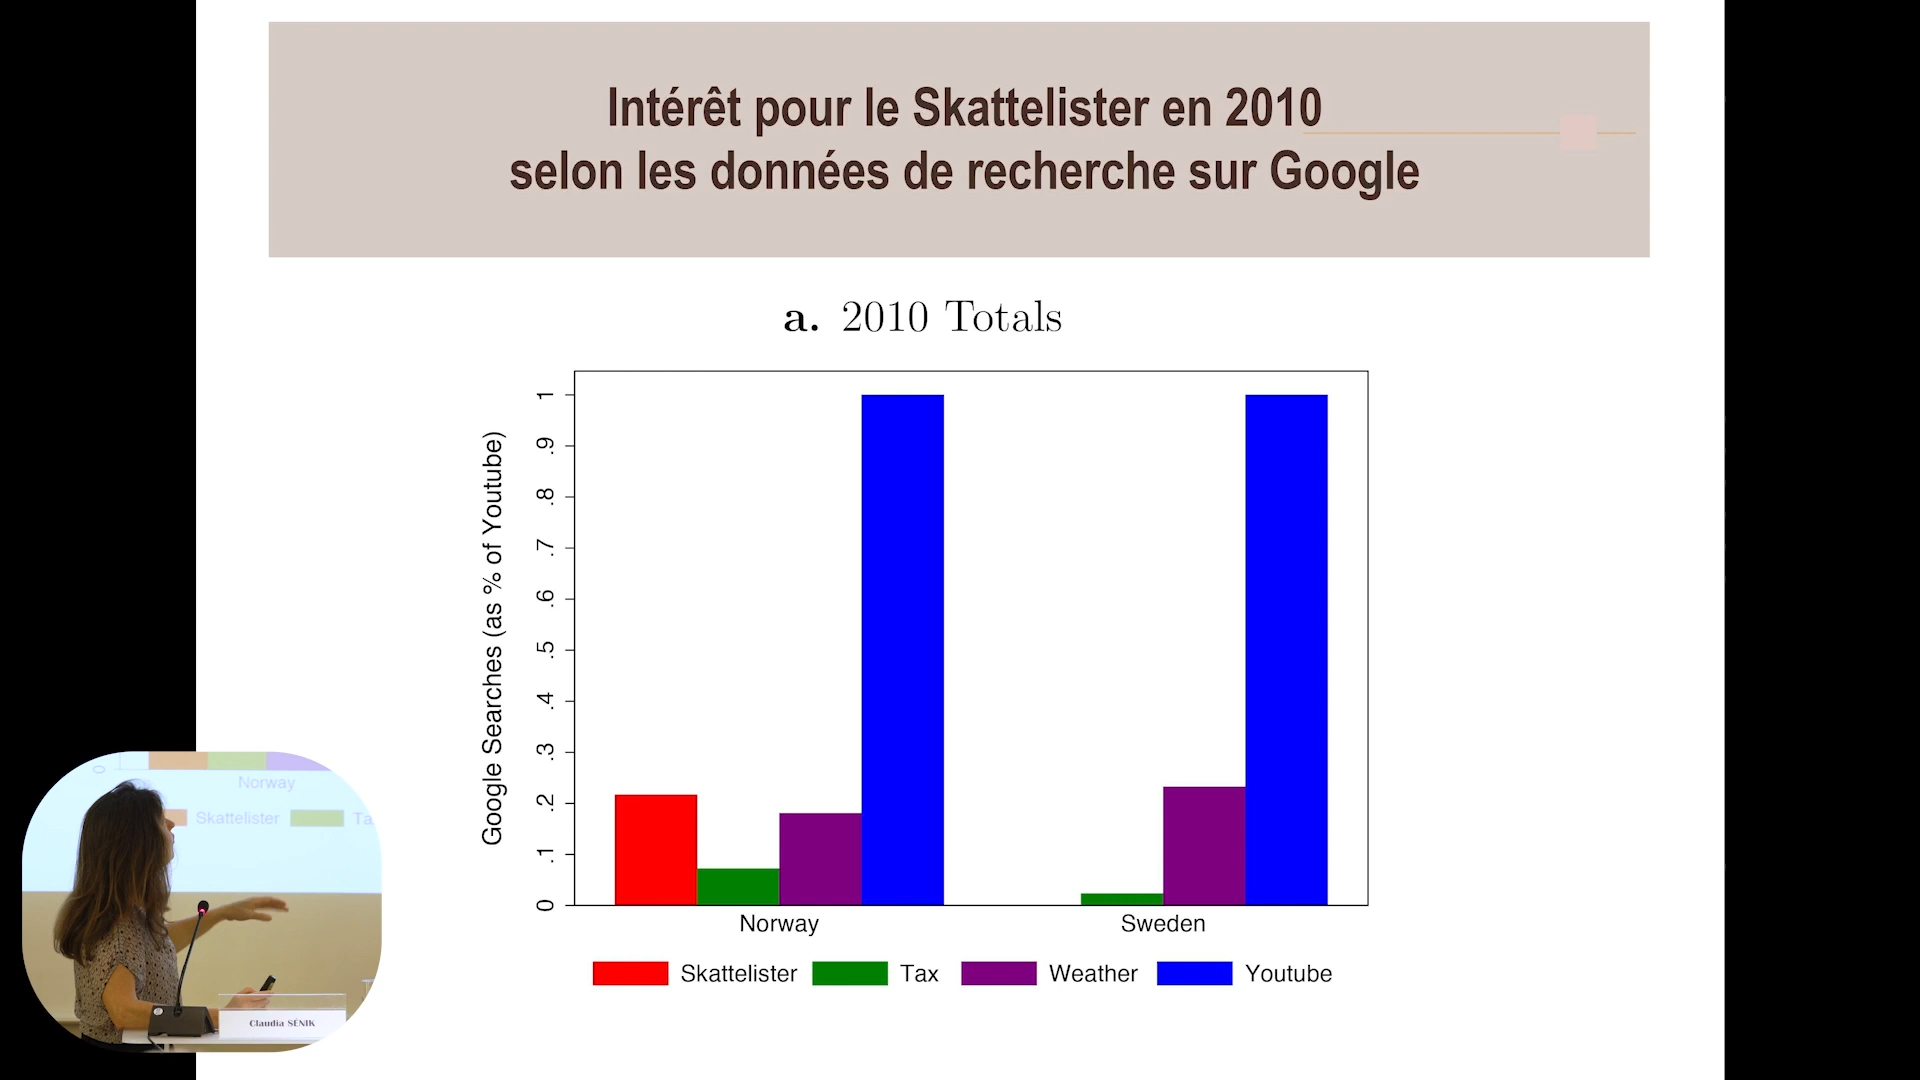 Intérêt pour le Skattelister en 2010
selon les données de recherche sur Google
a. 2010 Totals
Google Searches (as % of Youtube)
1
.9
.8
.7
.6
.5
.4
.3
.2
.1
0
Norway
Sweden
Skattelister
Tax
Weather
Youtube
0
Norway
Skattelister
Ta
Claudia SÉNIK